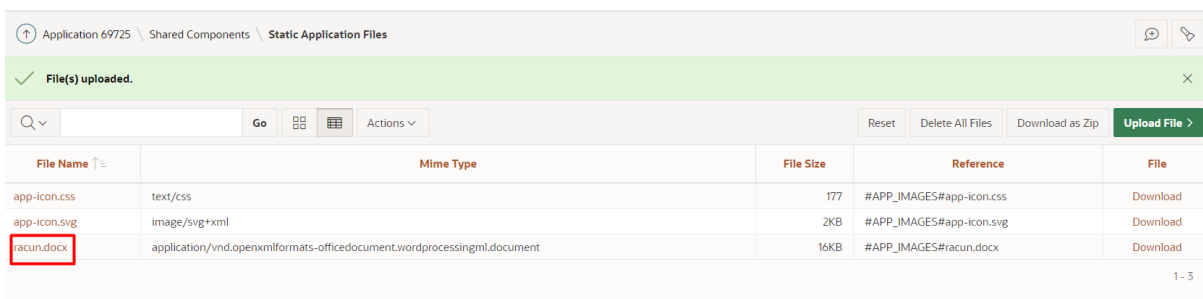 Application 69725 \ Shared Components \ Static Application Files
File(s) uploaded.
Go Actions Reset Delete All Files Download as Zip Upload File >
File Name Mime Type File Size Reference File
app-icon.css text/css 177 #APP_IMAGES#app-icon.css Download
app-icon.svg image/svg+xml 2KB #APP_IMAGES#app-icon.svg Download
racun.docx application/vnd.openxmlformats-officedocument.wordprocessingml.document 16KB #APP_IMAGES#racun.docx Download
1 - 3